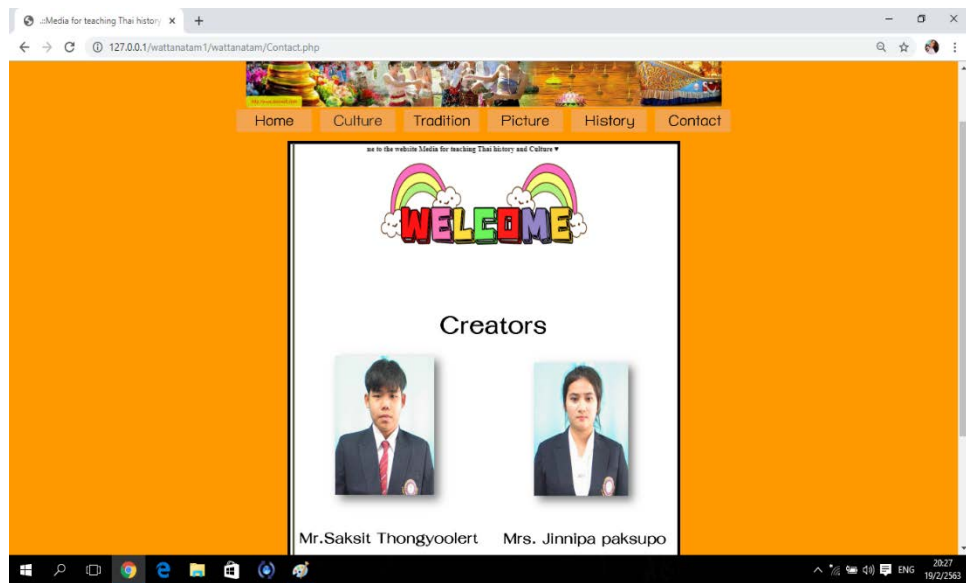 ..::Media for teaching Thai history
127.0.0.1/wattanatam1/wattanatam/Contact.php
Home Culture Tradition Picture History Contact
me to the website Media for teaching Thai history and Culture ▼
WELCOME
Creators
Mr.Saksit Thongyoolert Mrs. Jinnipa paksupo
ENG
20:27
19/2/2563